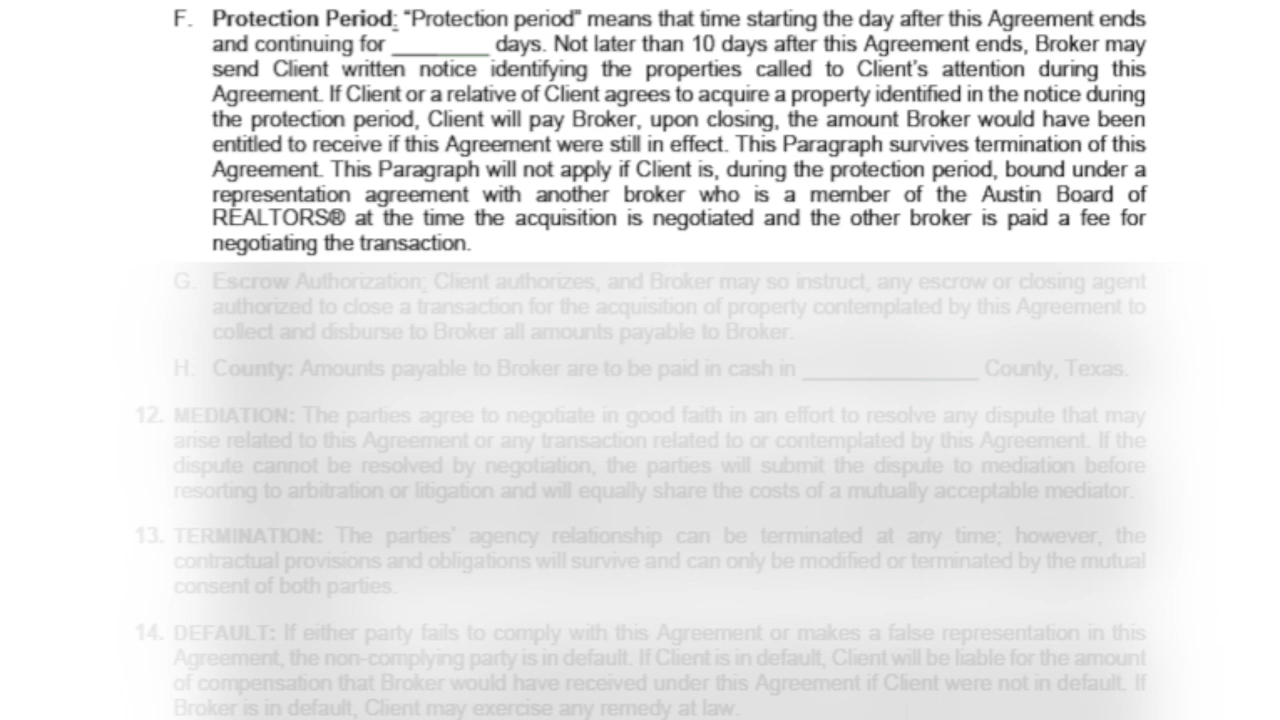 F. Protection Period: "Protection period" means that time starting the day after this Agreement ends
and continuing for ________ days. Not later than 10 days after this Agreement ends, Broker may
send Client written notice identifying the properties called to Client's attention during this
Agreement. If Client or a relative of Client agrees to acquire a property identified in the notice during
the protection period, Client will pay Broker, upon closing, the amount Broker would have been
entitled to receive if this Agreement were still in effect. This Paragraph survives termination of this
Agreement. This Paragraph will not apply if Client is, during the protection period, bound under a
representation agreement with another broker who is a member of the Austin Board of
REALTORS® at the time the acquisition is negotiated and the other broker is paid a fee for
negotiating the transaction.
G. Escrow Authorization: Client authorizes, and Broker may so instruct, any escrow or closing agent
authorized to close a transaction for the acquisition of property contemplated by this Agreement to
collect and disburse to Broker all amounts payable to Broker.
H. County: Amounts payable to Broker are to be paid in cash in _______________ County, Texas.
12. MEDIATION: The parties agree to negotiate in good faith in an effort to resolve any dispute that may
arise related to this Agreement or any transaction related to or contemplated by this Agreement. If the
dispute cannot be resolved by negotiation, the parties will submit the dispute to mediation before
resorting to arbitration or litigation and will equally share the costs of a mutually acceptable mediator.
13. TERMINATION: The parties' agency relationship can be terminated at any time; however, the
contractual provisions and obligations will survive and can only be modified or terminated by the mutual
consent of both parties.
14. DEFAULT: If either party fails to comply with this Agreement or makes a false representation in this
Agreement, the non-complying party is in default. If Client is in default, Client will be liable for the amount
of compensation that Broker would have received under this Agreement if Client were not in default. If
Broker is in default, Client may exercise any remedy at law.